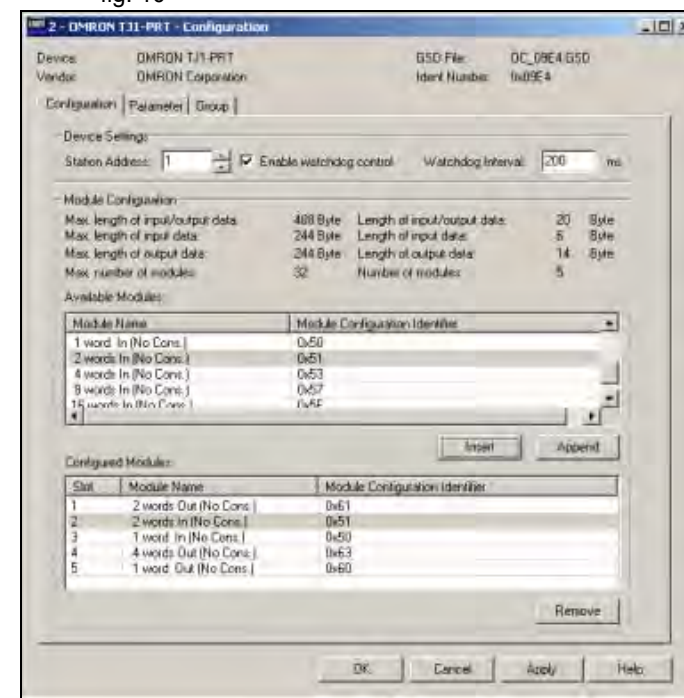 2 - OMRON TJ1-PRT - Configuration
Device: OMRON TJ1-PRT GSD File: OC_09E4.GSD
Vendor: OMRON Corporation Ident Number: 0x09E4
Configuration Parameter Group
Device Settings
Station Address: 1 Enable watchdog control Watchdog Interval: 200 ms
Module Configuration
Max. length of input/output data: 488 Byte Length of input/output data: 20 Byte
Max. length of input data: 244 Byte Length of input data: 6 Byte
Max. length of output data: 244 Byte Length of output data: 14 Byte
Max. number of modules: 32 Number of modules: 5
Available Modules:
Module Name Module Configuration Identifier
1 word In (No Cons.) 0x50
2 words In (No Cons.) 0x51
4 words In (No Cons.) 0x53
8 words In (No Cons.) 0x57
16 words In (No Cons.) 0x5F
Insert Append
Configured Modules:
Slot Module Name Module Configuration Identifier
1 2 words Out (No Cons.) 0x61
2 2 words In (No Cons.) 0x51
3 1 word In (No Cons.) 0x50
4 4 words Out (No Cons.) 0x63
5 1 word Out (No Cons.) 0x60
Remove
OK Cancel Apply Help